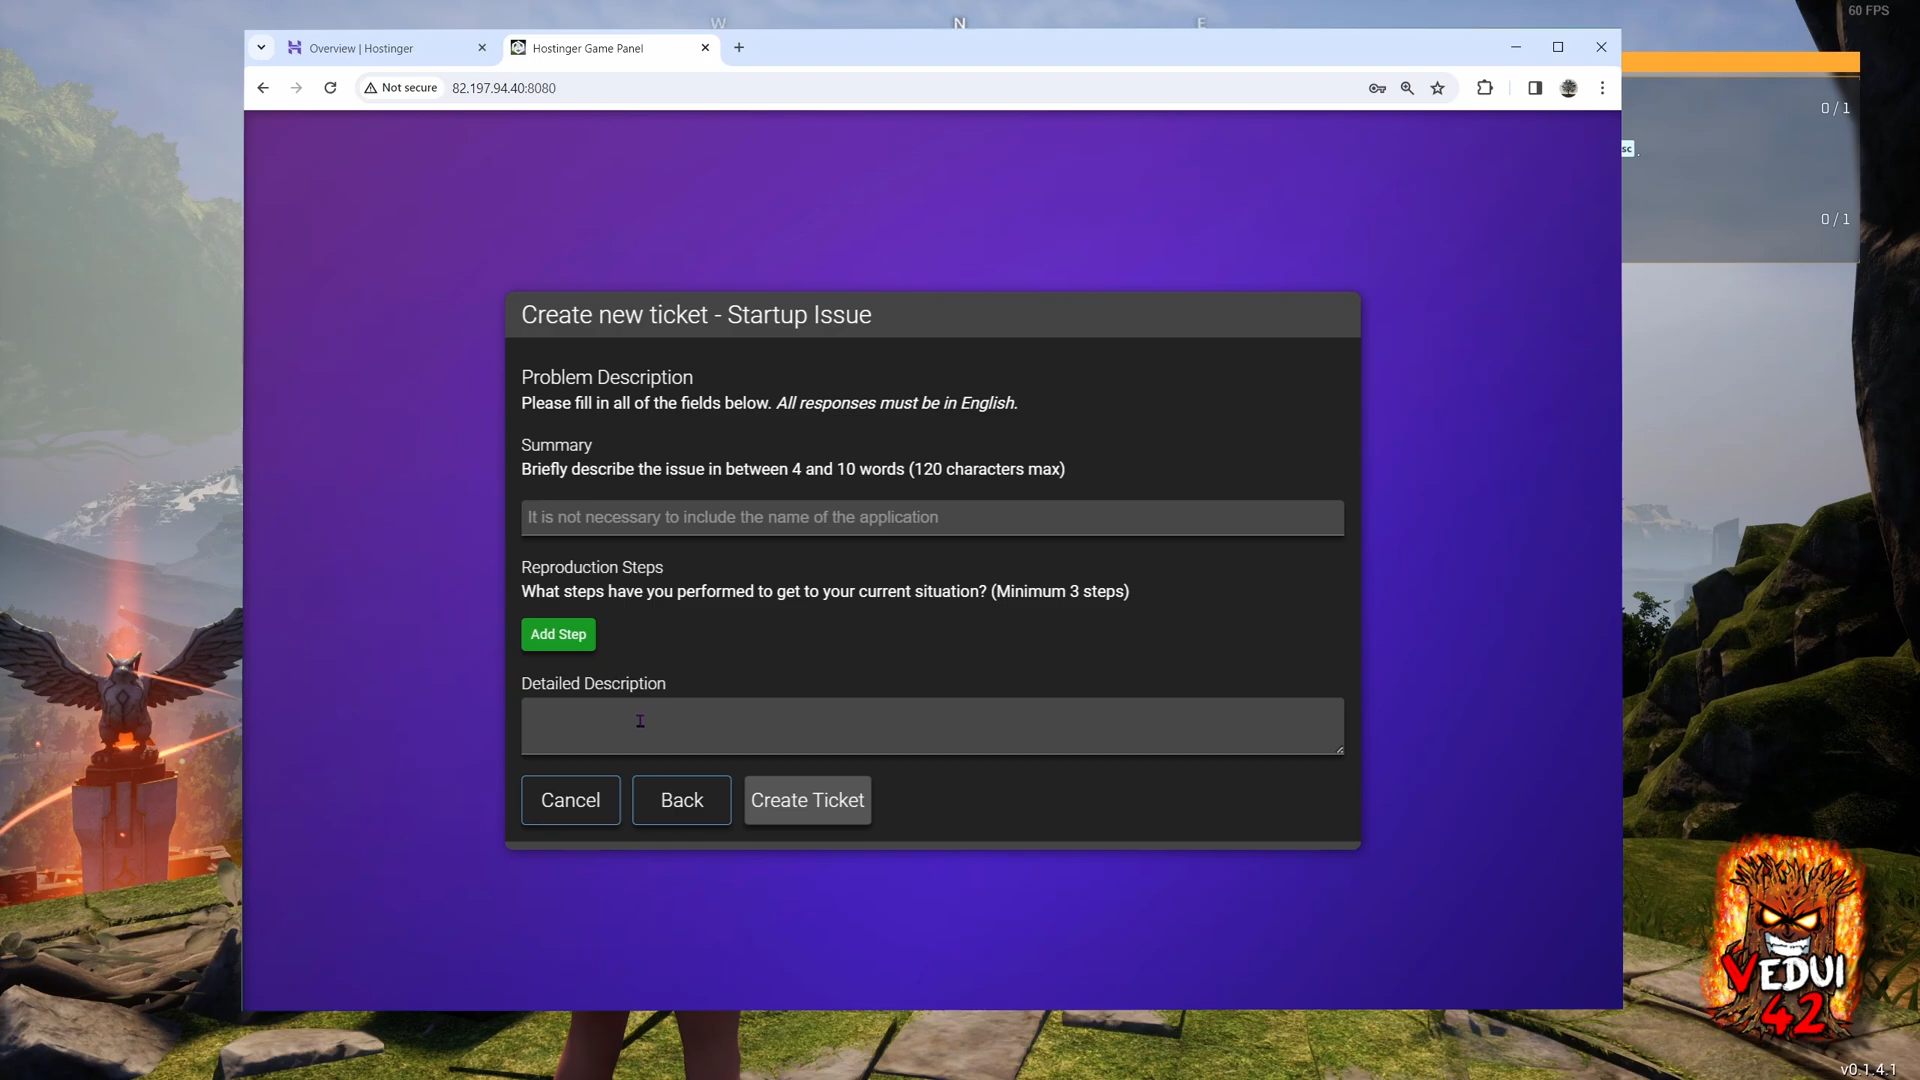 W
N
E
60 FPS
Overview | Hostinger
Hostinger Game Panel
Not secure
82.197.94.40:8080
0 / 1
sc .
0 / 1
Create new ticket - Startup Issue
Problem Description
Please fill in all of the fields below. All responses must be in English.
Summary
Briefly describe the issue in between 4 and 10 words (120 characters max)
It is not necessary to include the name of the application
Reproduction Steps
What steps have you performed to get to your current situation? (Minimum 3 steps)
Add Step
Detailed Description
Cancel
Back
Create Ticket
VEDUI
42
v0.1.4.1